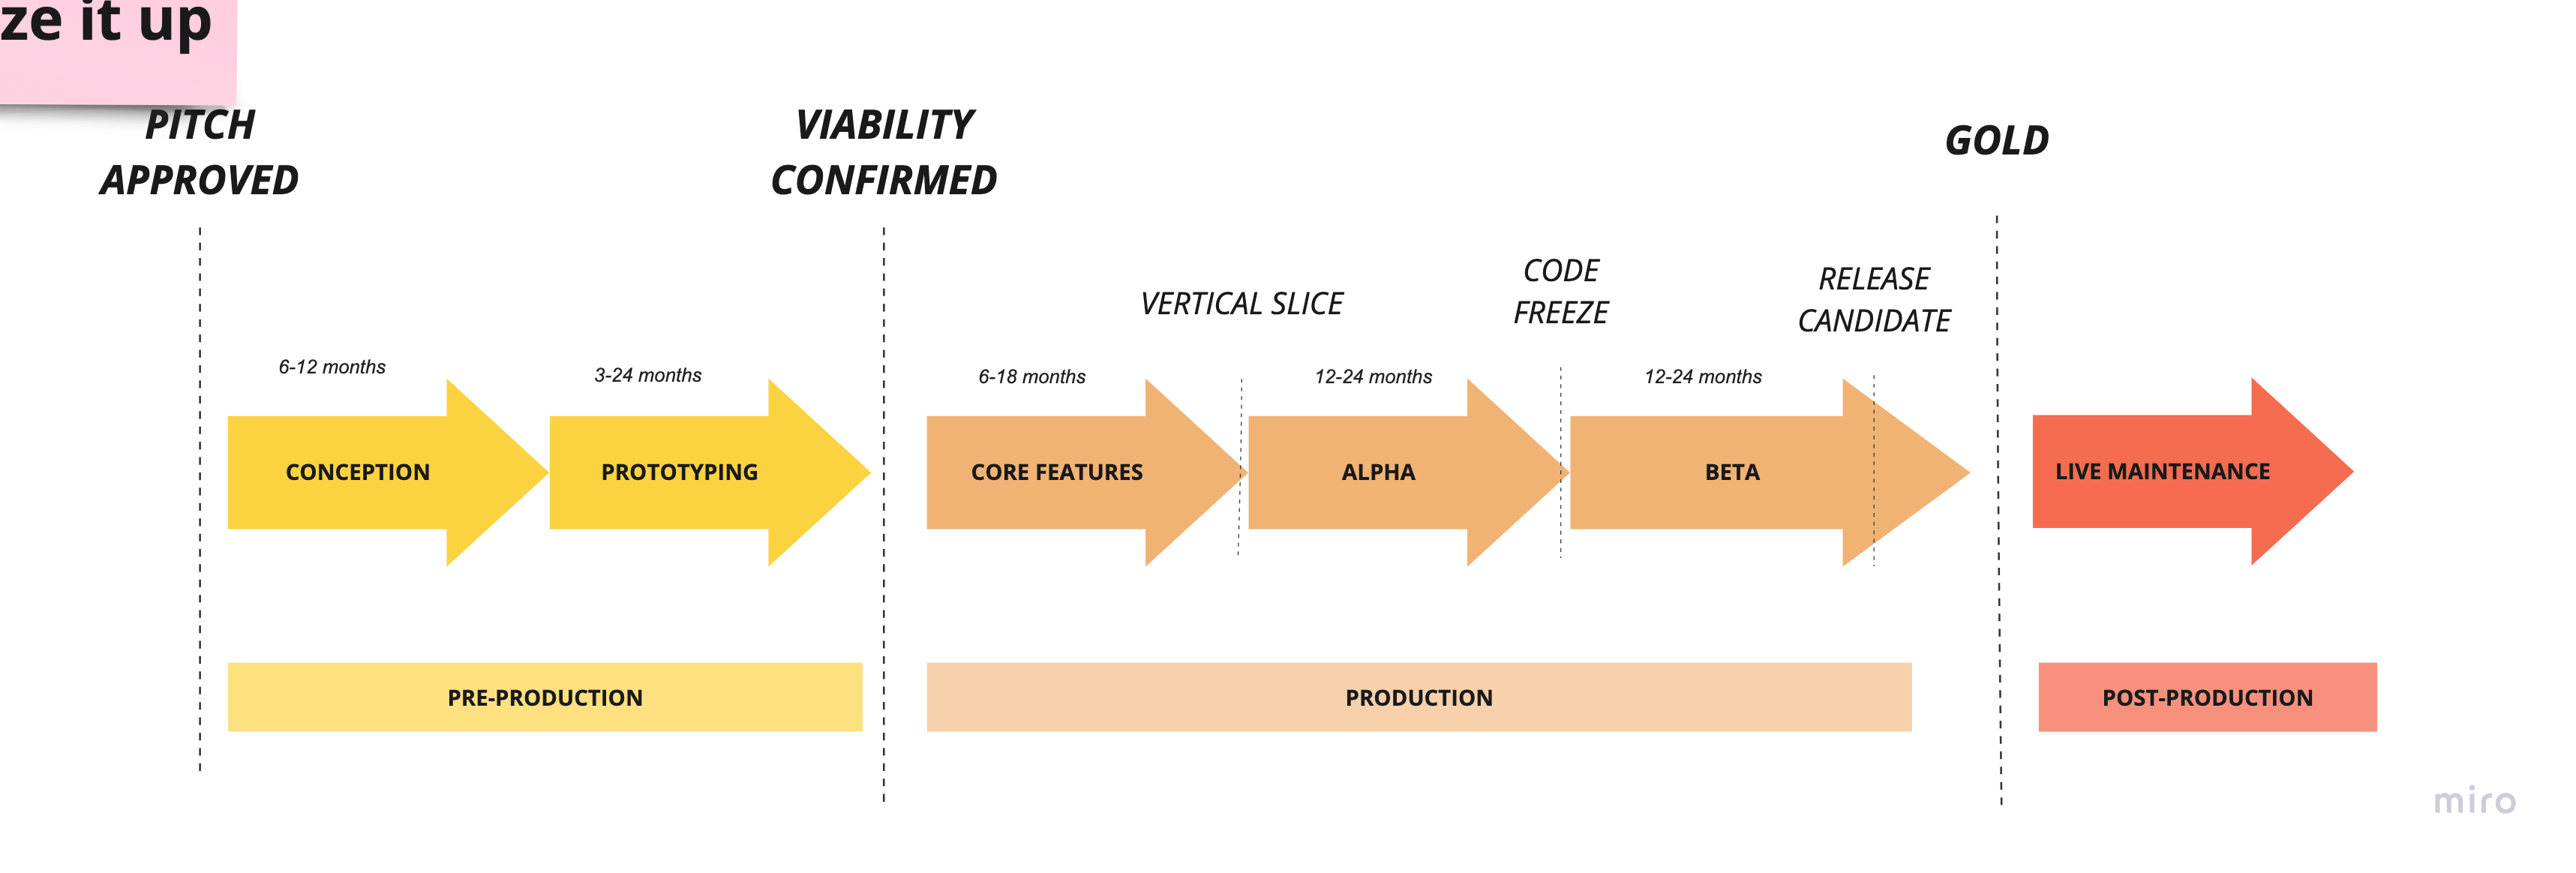 ze it up
PITCH
APPROVED
VIABILITY
CONFIRMED
GOLD
VERTICAL SLICE
CODE
FREEZE
RELEASE
CANDIDATE
6-12 months
3-24 months
6-18 months
12-24 months
12-24 months
CONCEPTION
PROTOTYPING
CORE FEATURES
ALPHA
BETA
LIVE MAINTENANCE
PRE-PRODUCTION
PRODUCTION
POST-PRODUCTION
miro